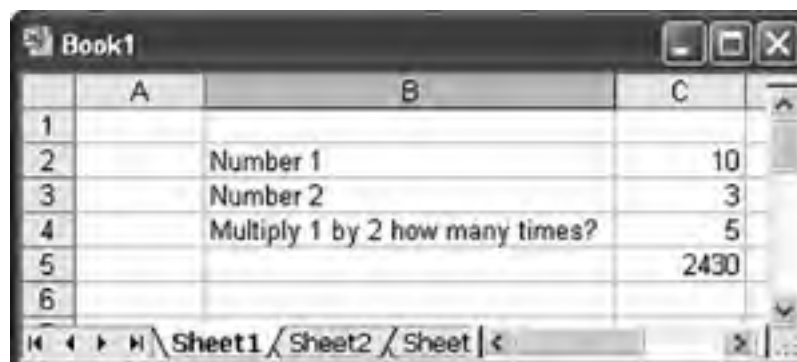 Book1
A B C
1
2 Number 1 10
3 Number 2 3
4 Multiply 1 by 2 how many times? 5
5 2430
6
Sheet1 Sheet2 Sheet